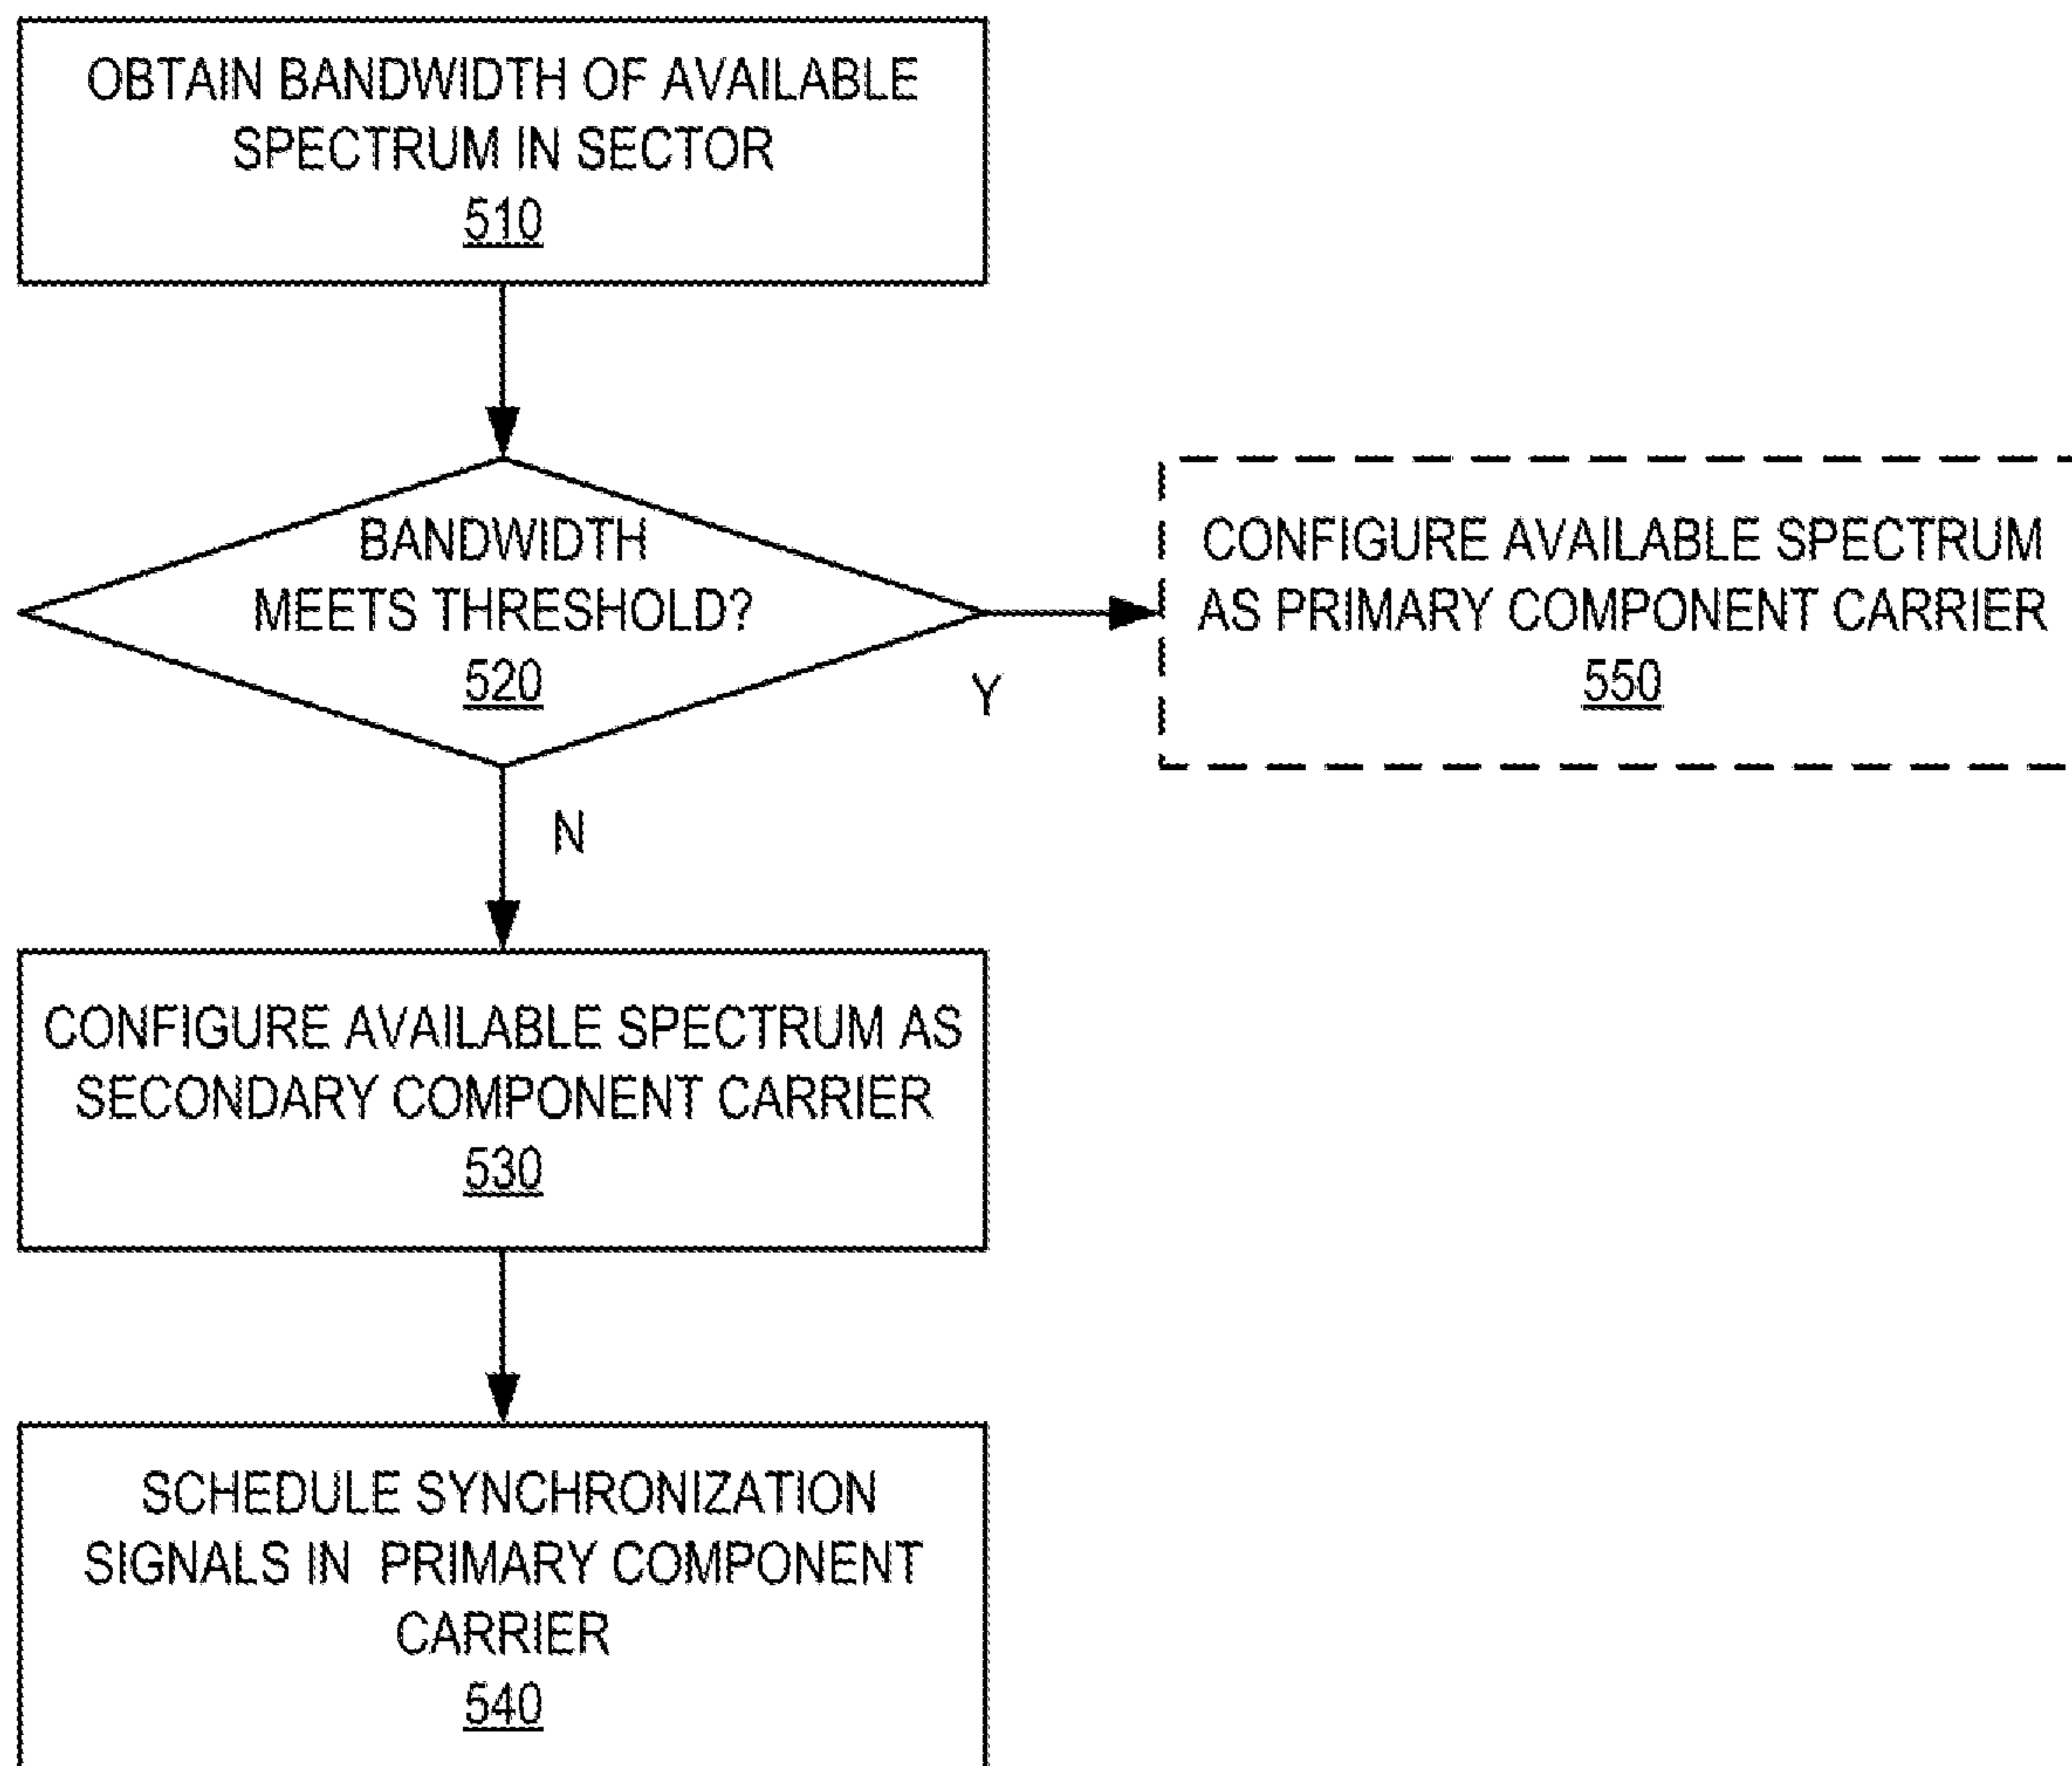 OBTAIN BANDWIDTH OF AVAILABLE
SPECTRUM IN SECTOR
510
BANDWIDTH
MEETS THRESHOLD?
520
Y
CONFIGURE AVAILABLE SPECTRUM
AS PRIMARY COMPONENT CARRIER
550
N
CONFIGURE AVAILABLE SPECTRUM AS
SECONDARY COMPONENT CARRIER
530
SCHEDULE SYNCHRONIZATION
SIGNALS IN PRIMARY COMPONENT
CARRIER
540